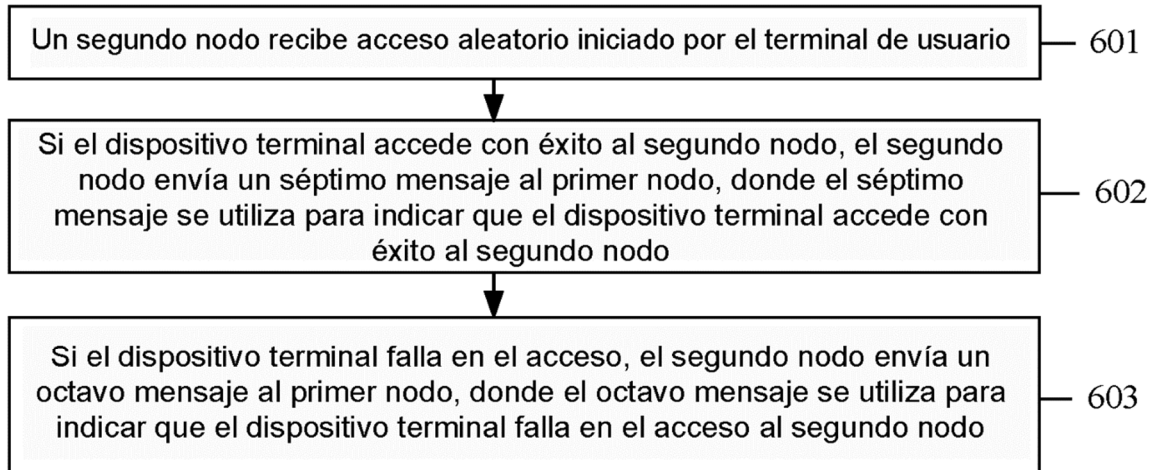 Un segundo nodo recibe acceso aleatorio iniciado por el terminal de usuario
601
Si el dispositivo terminal accede con éxito al segundo nodo, el segundo
nodo envía un séptimo mensaje al primer nodo, donde el séptimo
mensaje se utiliza para indicar que el dispositivo terminal accede con
éxito al segundo nodo
602
Si el dispositivo terminal falla en el acceso, el segundo nodo envía un
octavo mensaje al primer nodo, donde el octavo mensaje se utiliza para
indicar que el dispositivo terminal falla en el acceso al segundo nodo
603